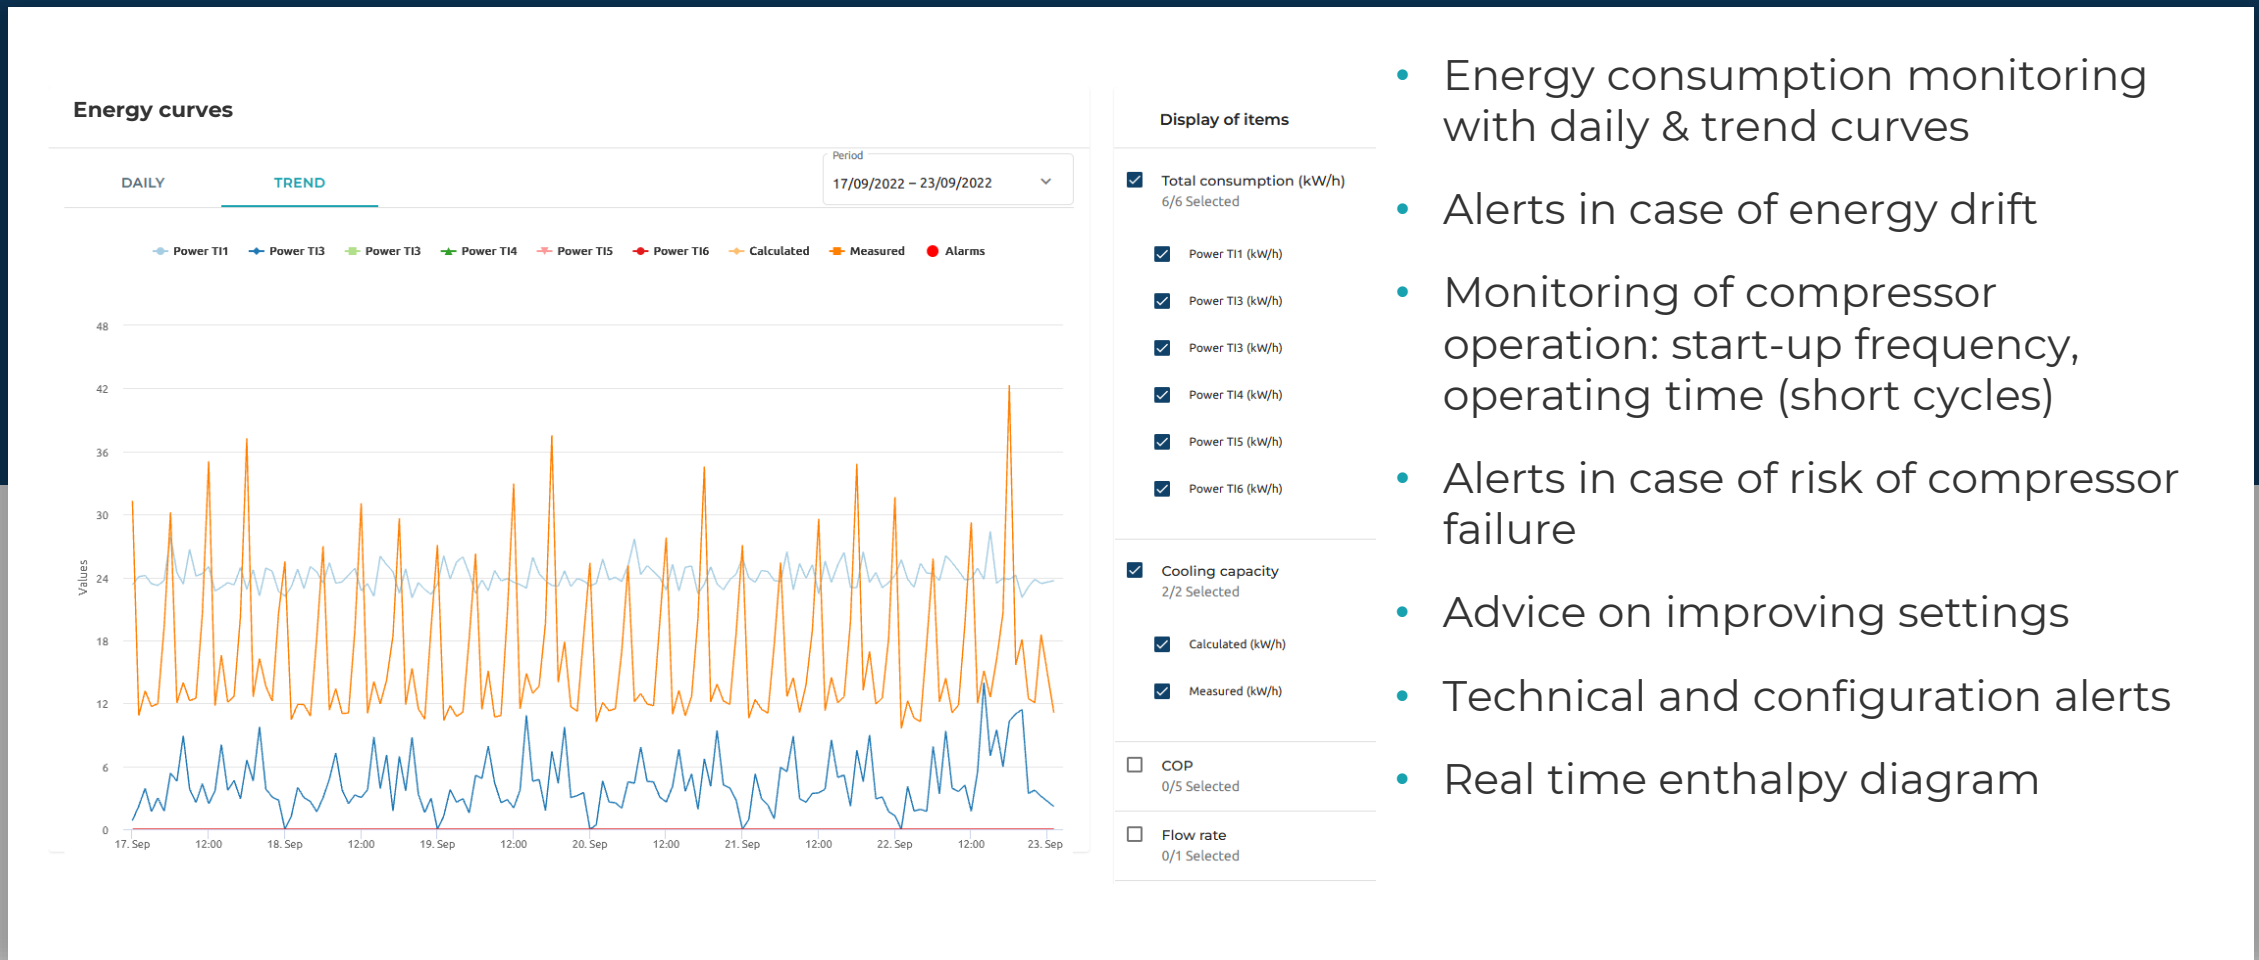 Energy curves
DAILY
TREND
Period
17/09/2022 – 23/09/2022
Power TI1
Power TI3
Power TI3
Power TI4
Power TI5
Power TI6
Calculated
Measured
Alarms
Values
48
42
36
30
24
18
12
6
0
17. Sep
12:00
18. Sep
12:00
19. Sep
12:00
20. Sep
12:00
21. Sep
12:00
22. Sep
12:00
23. Sep
Display of items
Total consumption (kW/h)
6/6 Selected
Power TI1 (kW/h)
Power TI3 (kW/h)
Power TI3 (kW/h)
Power TI4 (kW/h)
Power TI5 (kW/h)
Power TI6 (kW/h)
Cooling capacity
2/2 Selected
Calculated (kW/h)
Measured (kW/h)
COP
0/5 Selected
Flow rate
0/1 Selected
• Energy consumption monitoring
with daily & trend curves
• Alerts in case of energy drift
• Monitoring of compressor
operation: start-up frequency,
operating time (short cycles)
• Alerts in case of risk of compressor
failure
• Advice on improving settings
• Technical and configuration alerts
• Real time enthalpy diagram